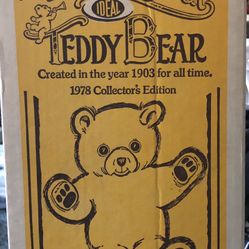 IDEAL
TEDDY BEAR
Created in the year 1903 for all time.
1978 Collector's Edition